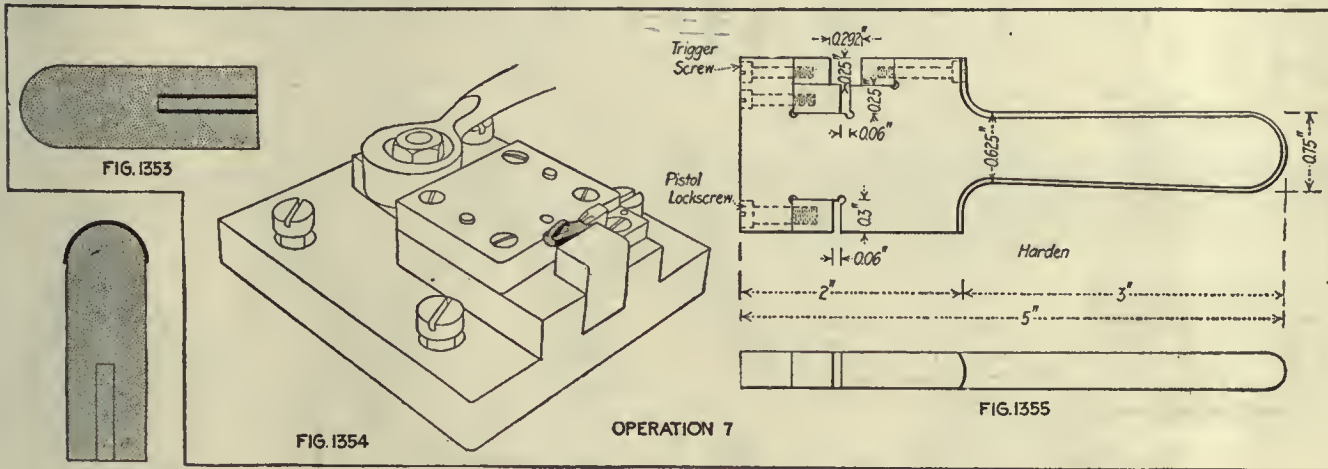 FIG. 1353
FIG. 1354
OPERATION 7
Trigger
Screw
0.292"
0.25"
0.25
0.06"
0.625"
0.75"
Pistol
Lockscrew
0.3"
0.06"
Harden
2"
3"
5"
FIG. 1355